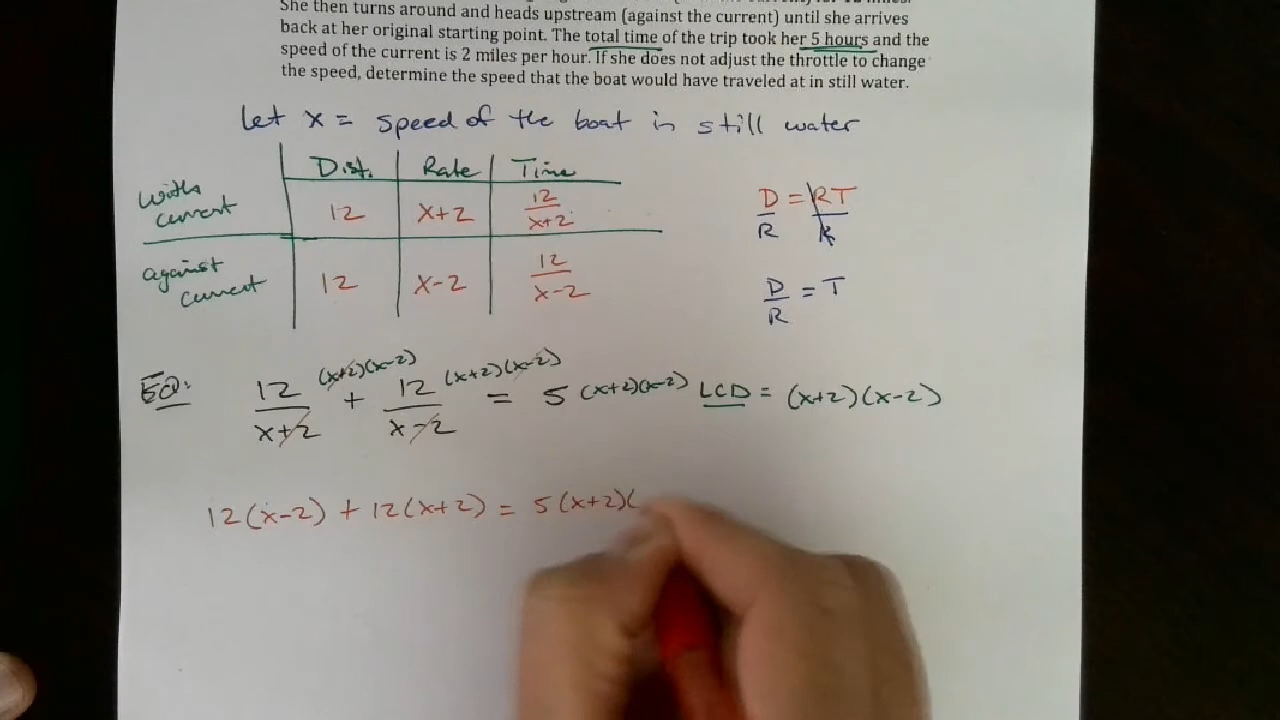 She then turns around and heads upstream (against the current) until she arrives
back at her original starting point. The total time of the trip took her 5 hours and the
speed of the current is 2 miles per hour. If she does not adjust the throttle to change
the speed, determine the speed that the boat would have traveled at in still water.
Let x = speed of the boat in still water
Dist. Rate Time
with current 12 x+2 12/(x+2)
D/R = RT/R
against current 12 x-2 12/(x-2)
D/R = T
EQ: 12/(x+2) (x+2)(x-2) + 12/(x-2) (x+2)(x-2) = 5 (x+2)(x-2) LCD = (x+2)(x-2)
12(x-2) + 12(x+2) = 5(x+2)(